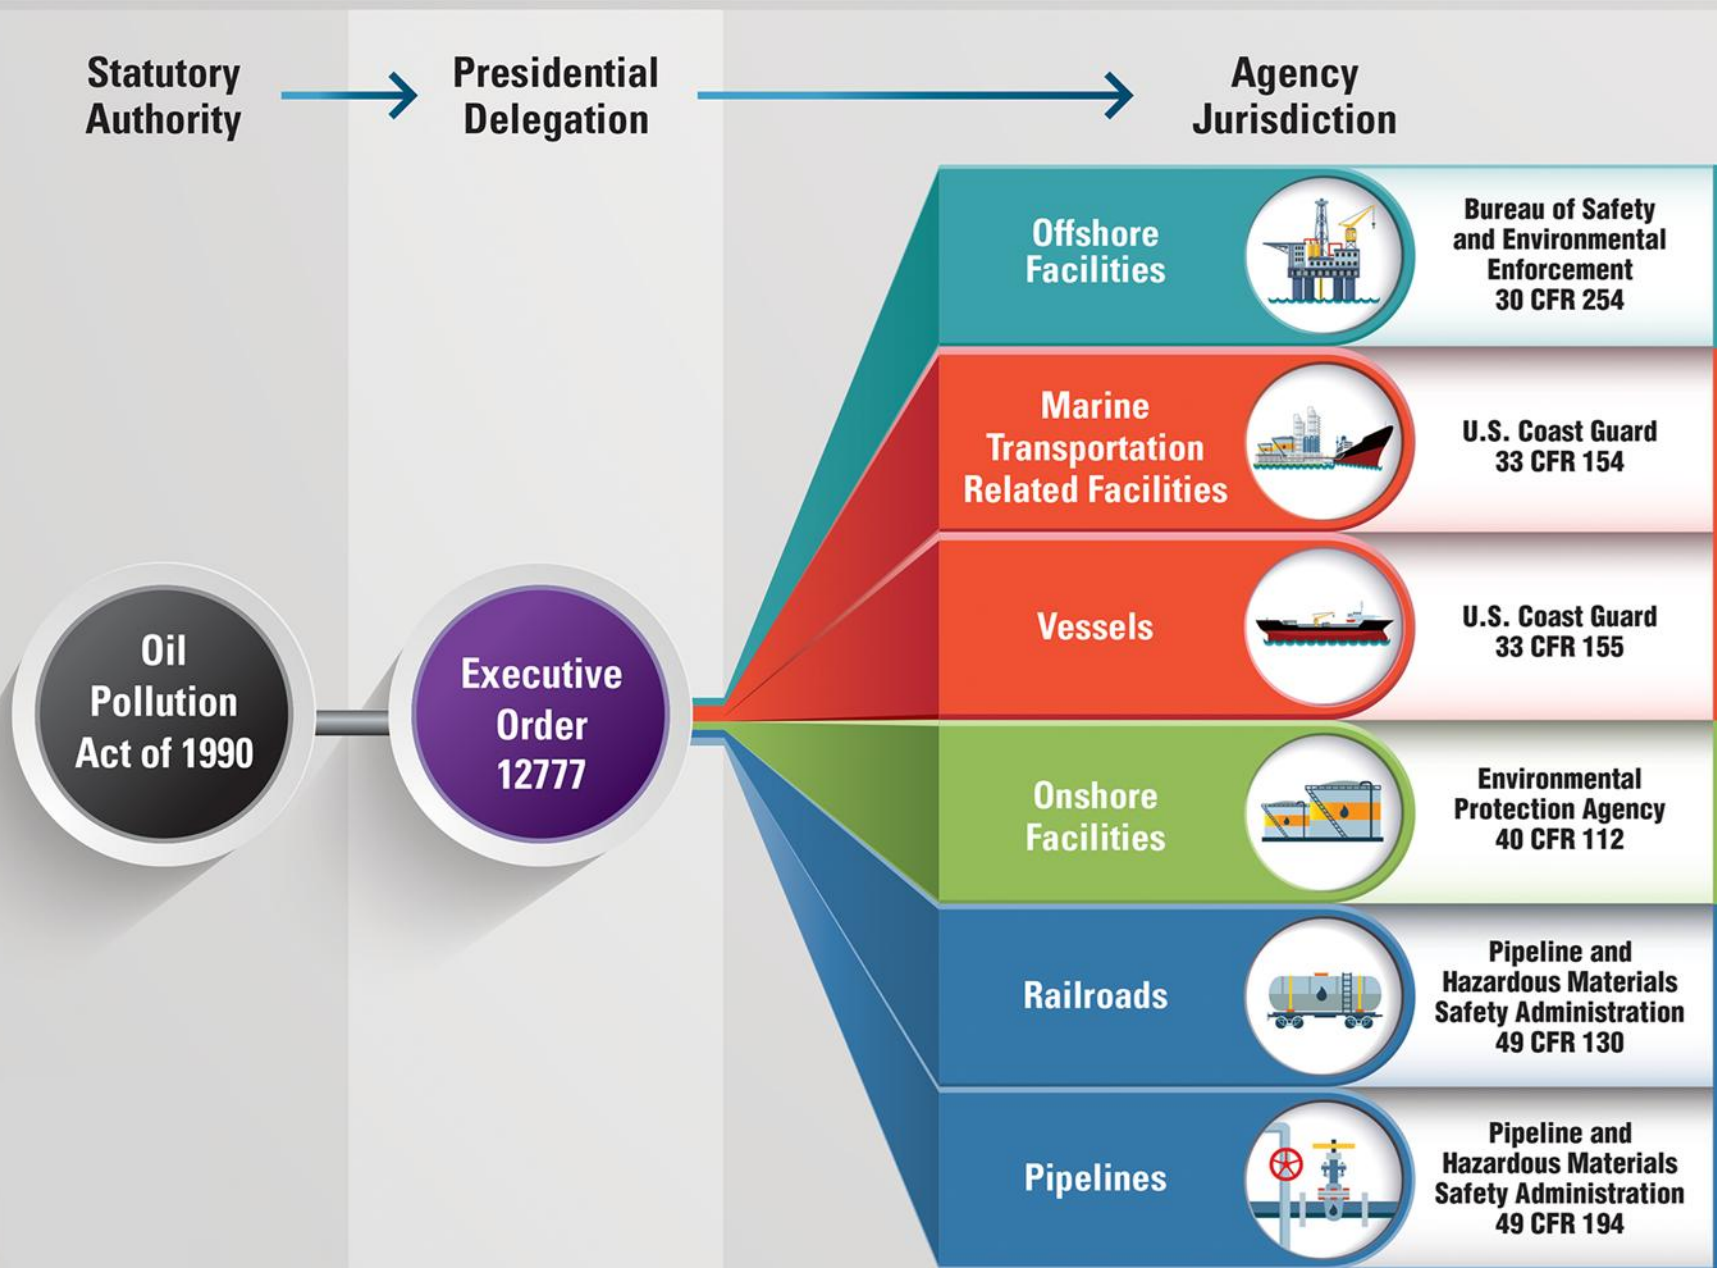 Statutory
Authority
Presidential
Delegation
Agency
Jurisdiction
Oil
Pollution
Act of 1990
Executive
Order
12777
Offshore
Facilities
Bureau of Safety
and Environmental
Enforcement
30 CFR 254
Marine
Transportation
Related Facilities
U.S. Coast Guard
33 CFR 154
Vessels
U.S. Coast Guard
33 CFR 155
Onshore
Facilities
Environmental
Protection Agency
40 CFR 112
Railroads
Pipeline and
Hazardous Materials
Safety Administration
49 CFR 130
Pipelines
Pipeline and
Hazardous Materials
Safety Administration
49 CFR 194